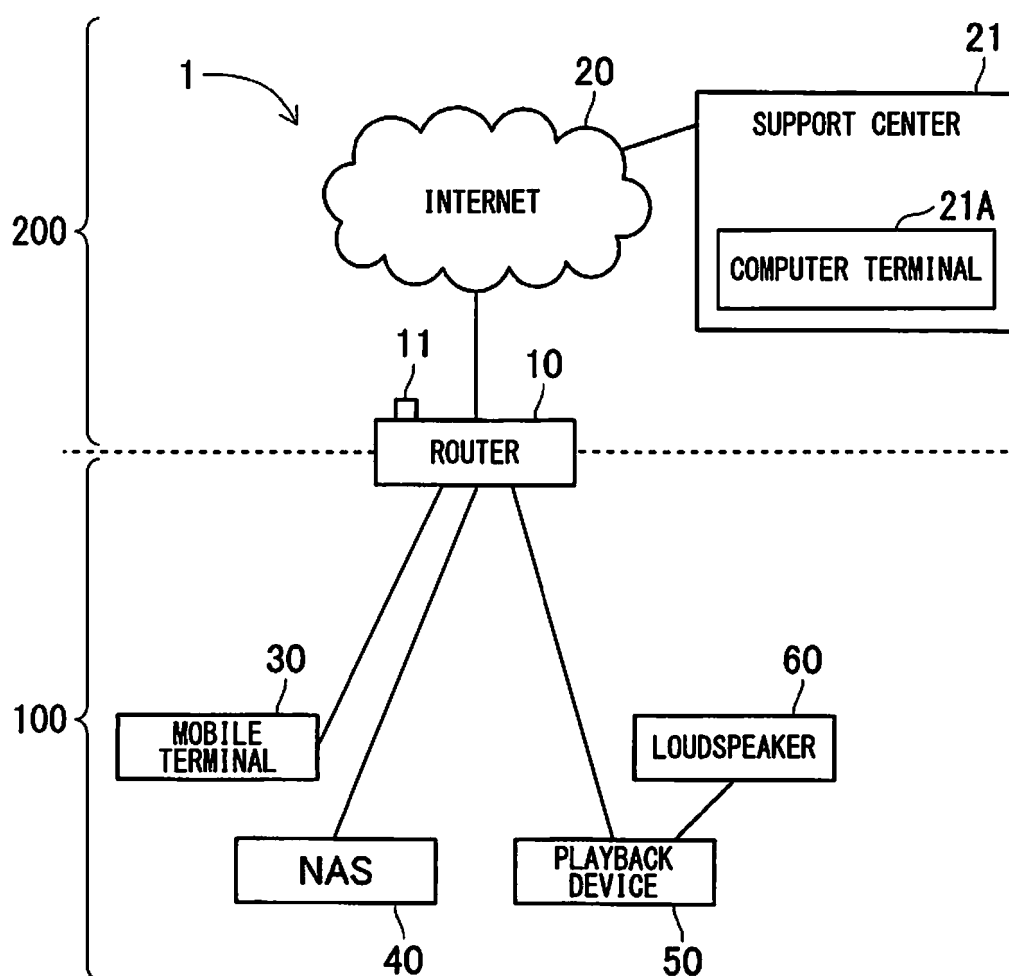 1
20
21
SUPPORT CENTER
INTERNET
21A
COMPUTER TERMINAL
200
11
10
ROUTER
30
60
100
MOBILE
TERMINAL
LOUDSPEAKER
NAS
PLAYBACK
DEVICE
40
50